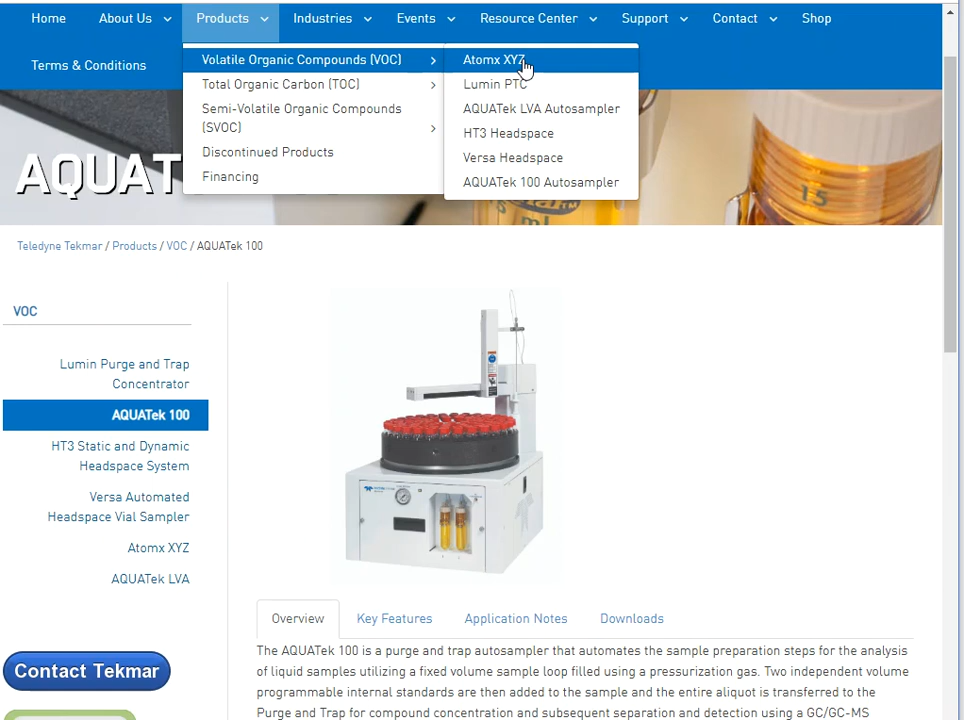 Home
About Us
Products
Industries
Events
Resource Center
Support
Contact
Shop
Terms & Conditions
Volatile Organic Compounds (VOC)
Total Organic Carbon (TOC)
Semi-Volatile Organic Compounds
(SVOC)
Discontinued Products
Financing
Atomx XYZ
Lumin PTC
AQUATek LVA Autosampler
HT3 Headspace
Versa Headspace
AQUATek 100 Autosampler
AQUAT
15
ml
Teledyne Tekmar / Products / VOC / AQUATek 100
VOC
Lumin Purge and Trap
Concentrator
AQUATek 100
HT3 Static and Dynamic
Headspace System
Versa Automated
Headspace Vial Sampler
Atomx XYZ
AQUATek LVA
Contact Tekmar
Overview
Key Features
Application Notes
Downloads
The AQUATek 100 is a purge and trap autosampler that automates the sample preparation steps for the analysis
of liquid samples utilizing a fixed volume sample loop filled using a pressurization gas. Two independent volume
programmable internal standards are then added to the sample and the entire aliquot is transferred to the
Purge and Trap for compound concentration and subsequent separation and detection using a GC/GC-MS